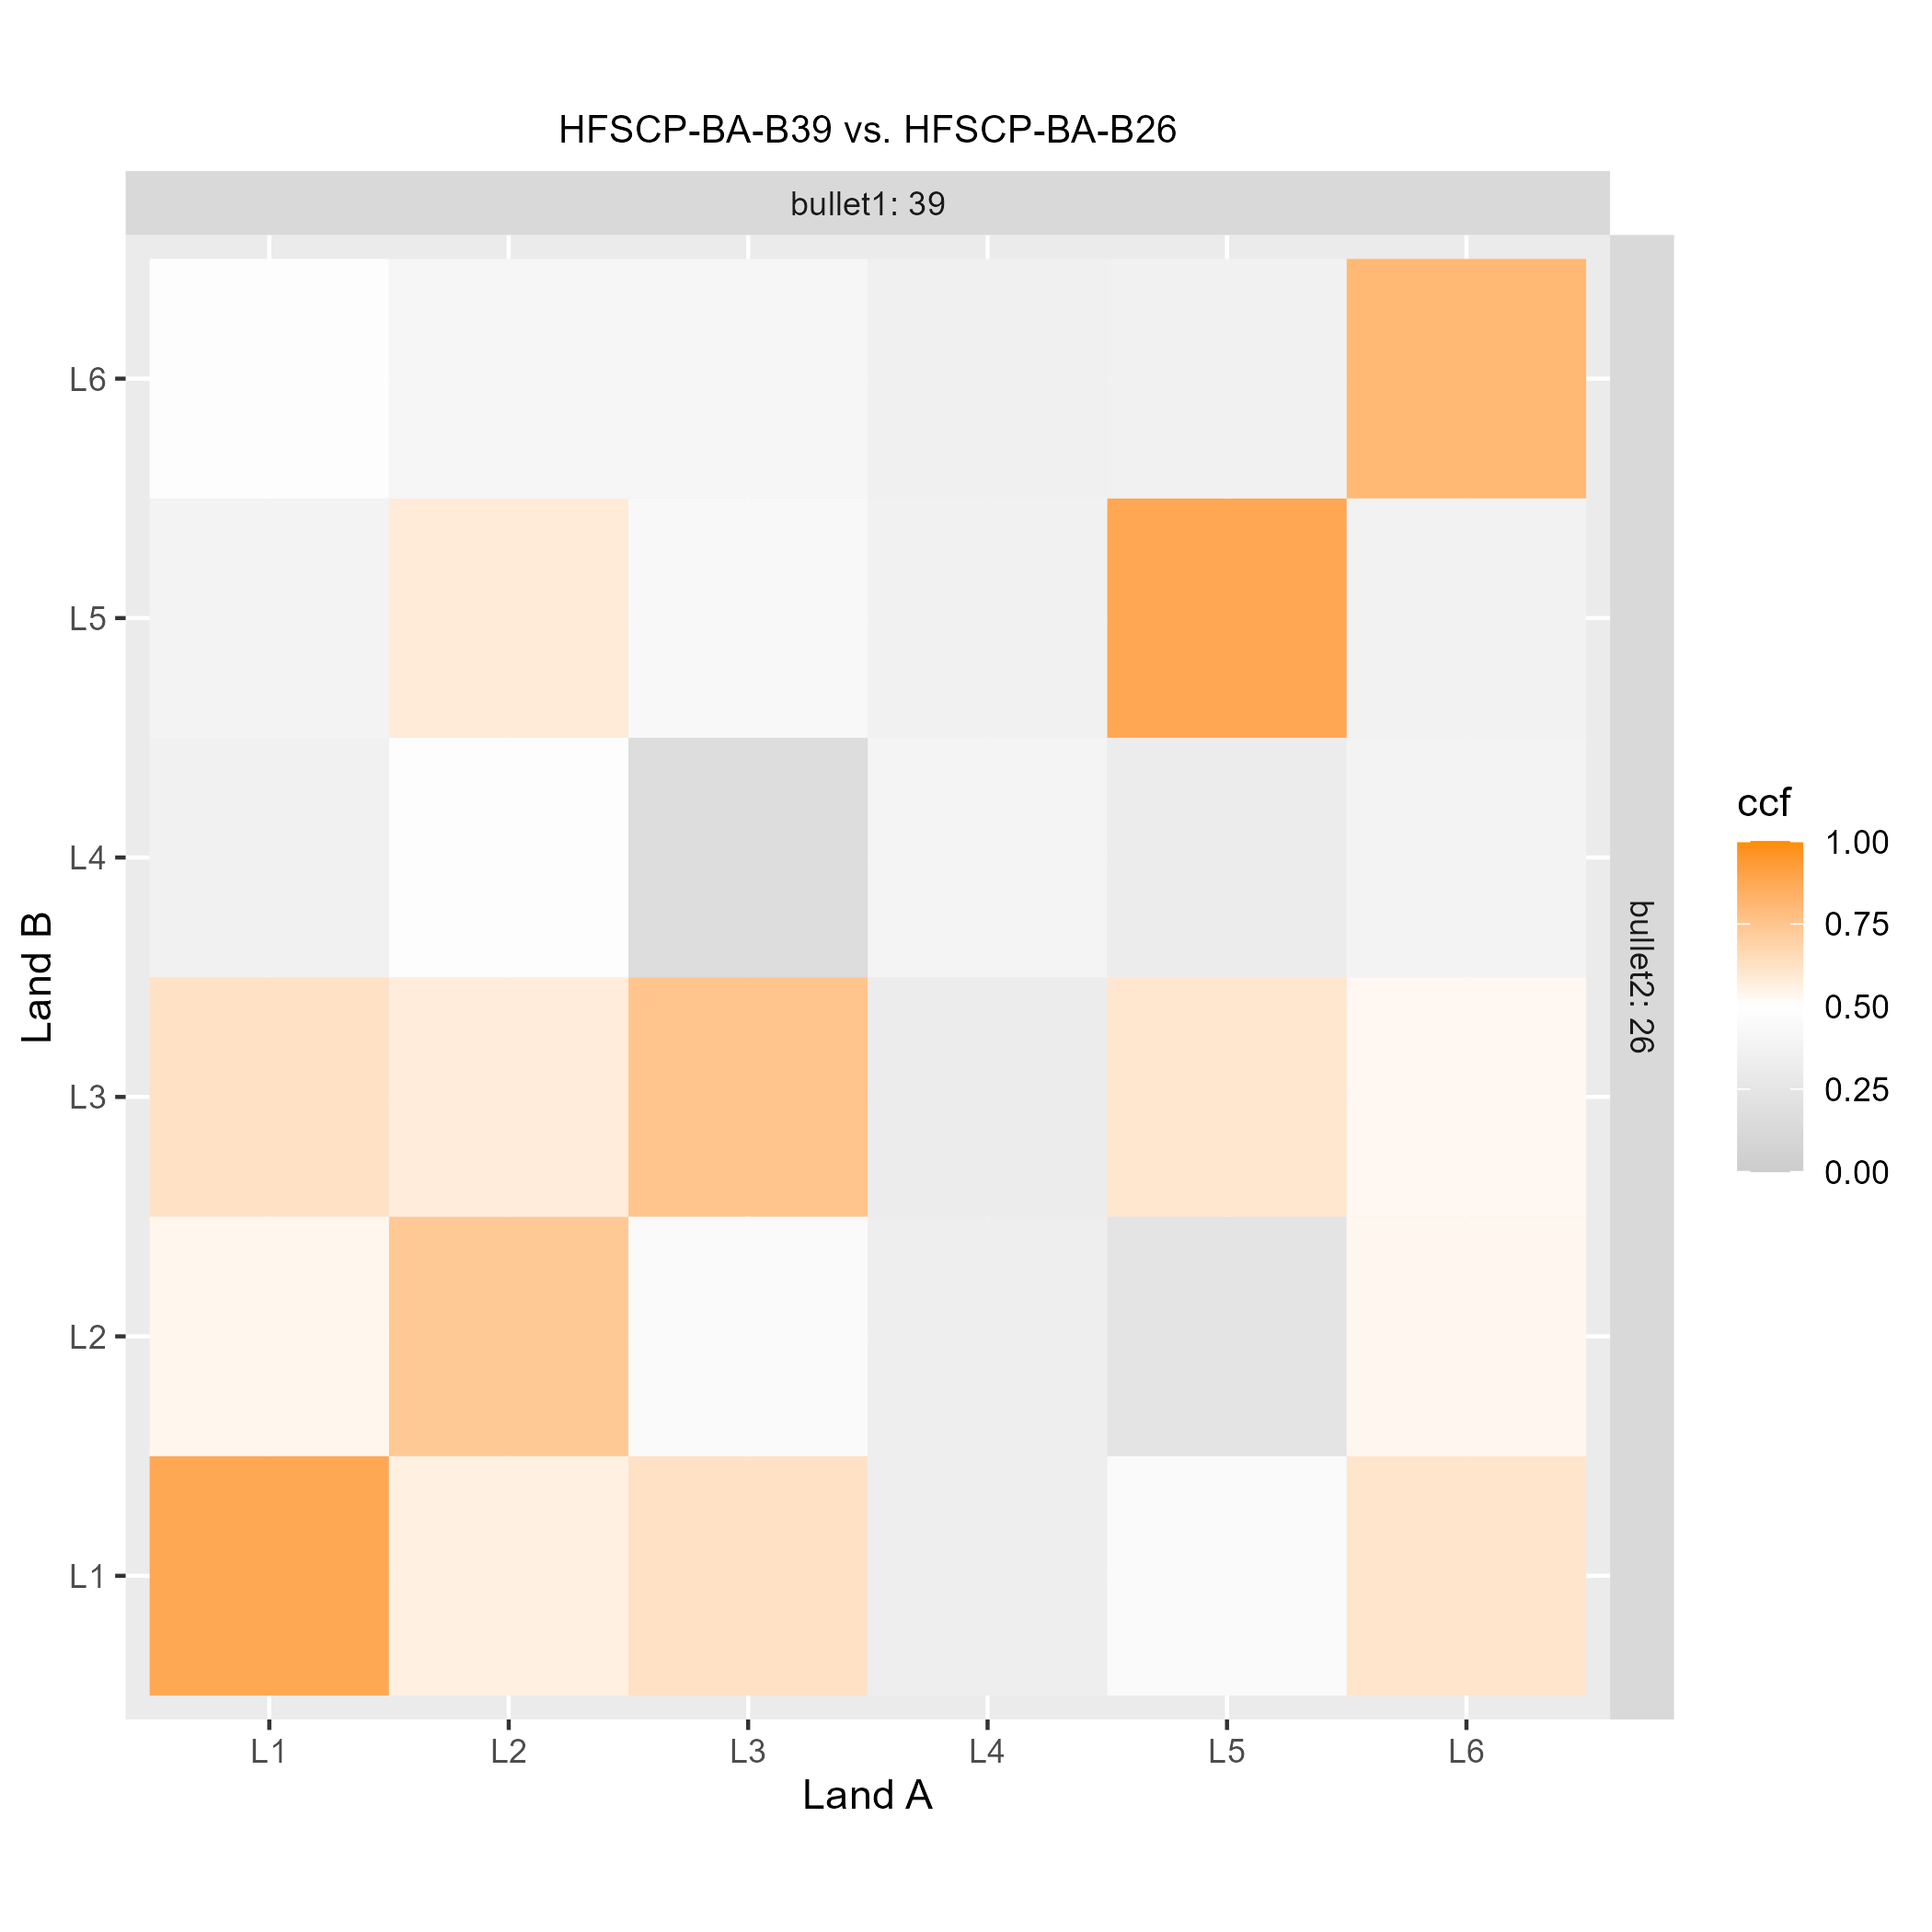 HFSCP-BA-B39 vs. HFSCP-BA-B26
bullet1: 39
L6
L5
L4
L3
L2
L1
Land B
bullet2: 26
ccf
1.00
0.75
0.50
0.25
0.00
L1 L2 L3 L4 L5 L6
Land A